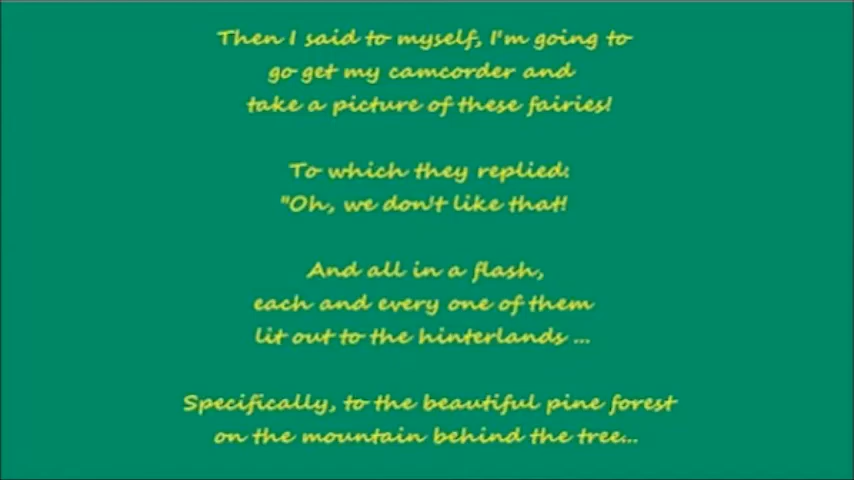 Then I said to myself, I'm going to
go get my camcorder and
take a picture of these fairies!
To which they replied:
"Oh, we don't like that!
And all in a flash,
each and every one of them
lit out to the hinterlands ...
Specifically, to the beautiful pine forest
on the mountain behind the tree...